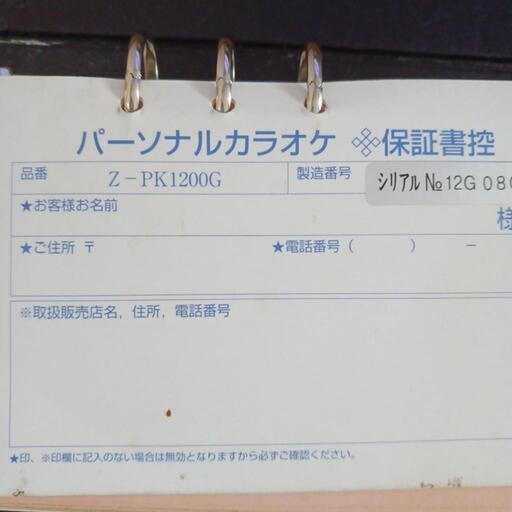 パーソナルカラオケ ※保証書控
品番 Z-PK1200G 製造番号 シリアル№12G 080
★お客様お名前 様
★ご住所 〒 ★電話番号( ) -
※取扱販売店名,住所,電話番号
★印、※印欄に記入のない場合は無効となりますから必ずご確認ください。